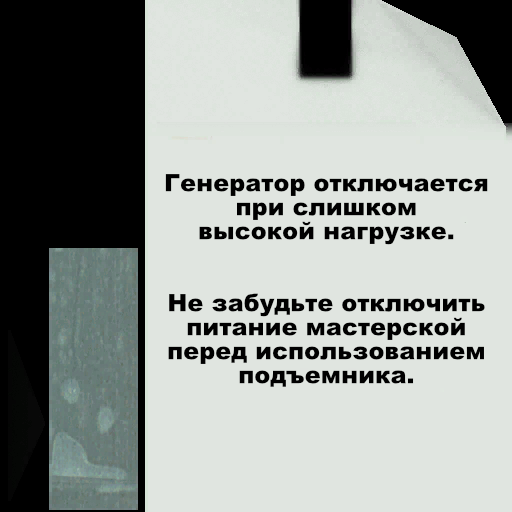 Генератор отключается
при слишком
высокой нагрузке.
Не забудьте отключить
питание мастерской
перед использованием
подъемника.